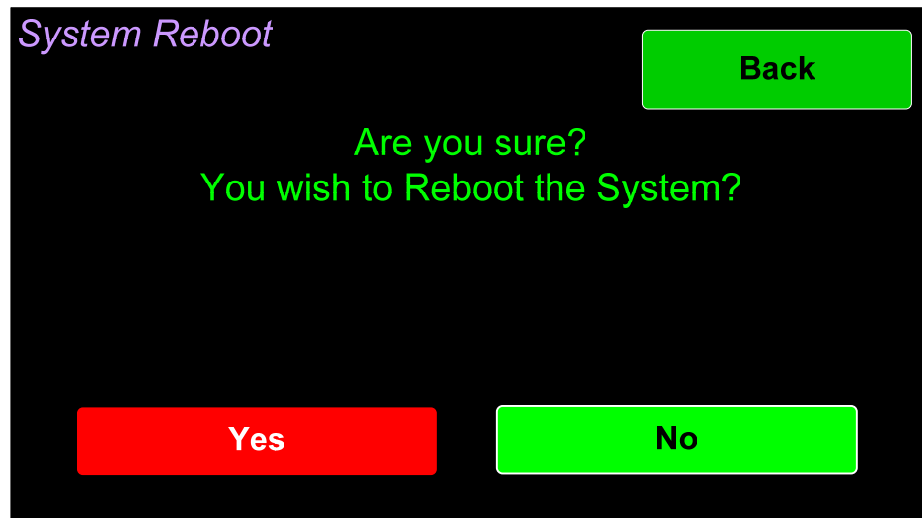 System Reboot
Back
Are you sure?
You wish to Reboot the System?
Yes
No